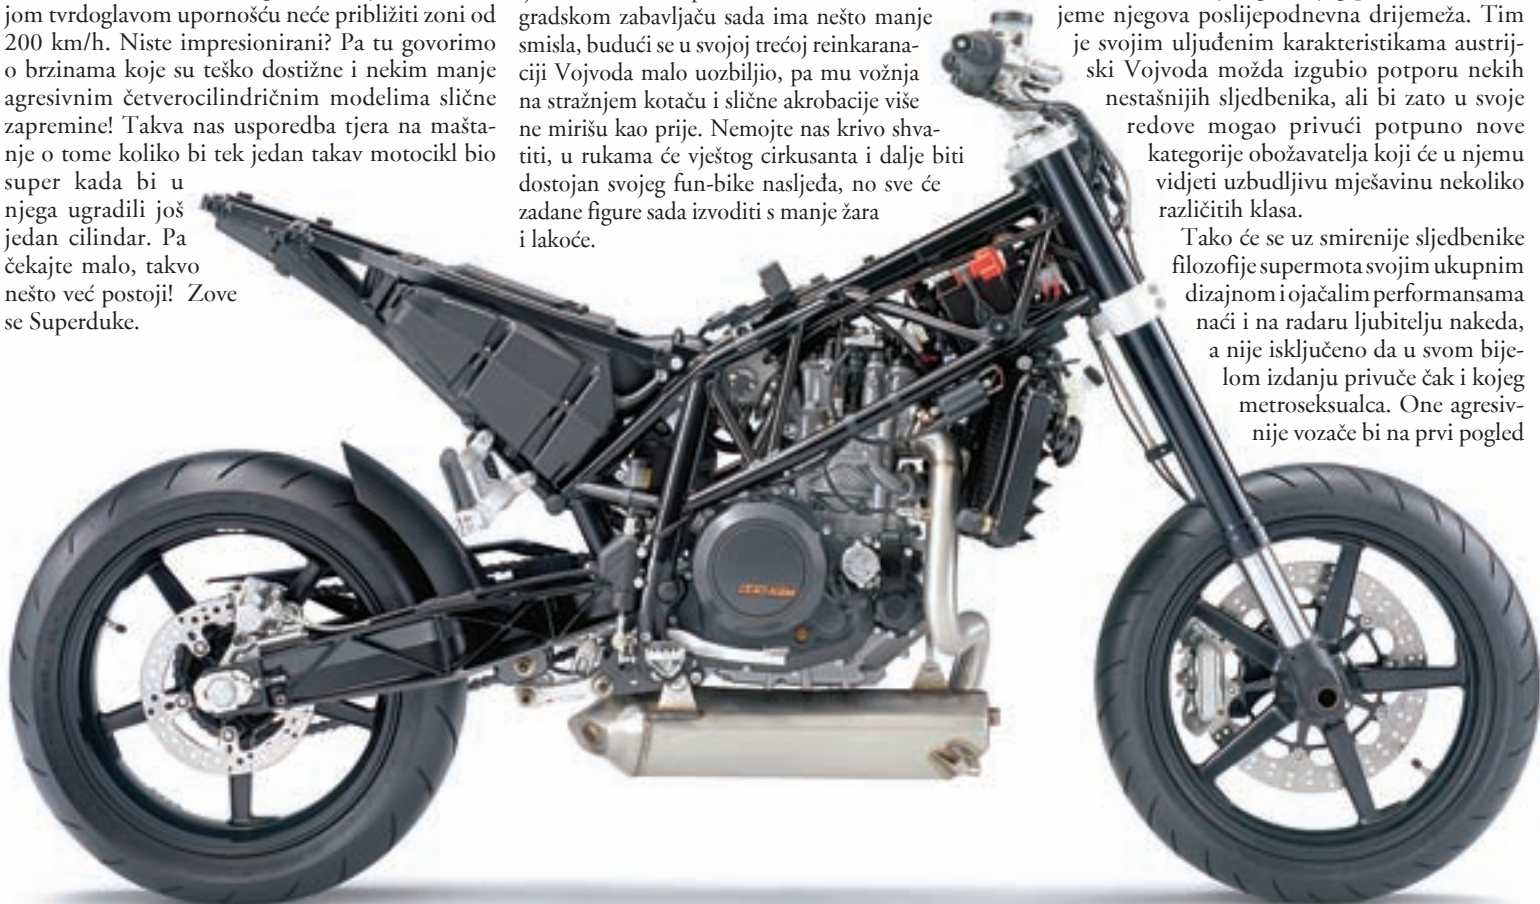 jom tvrdoglavom upornošću neće približiti zoni od
200 km/h. Niste impresionirani? Pa tu govorimo
o brzinama koje su teško dostižne i nekim manje
agresivnim četverocilindričnim modelima slične
zapremine! Takva nas usporedba tjera na mašta-
nje o tome koliko bi tek jedan takav motocikl bio
super kada bi u
njega ugradili još
jedan cilindar. Pa
čekajte malo, takvo
nešto već postoji! Zove
se Superduke.
gradskom zabavljaču sada ima nešto manje
smisla, budući se u svojoj trećoj reinkarana-
ciji Vojvoda malo uozbiljio, pa mu vožnja
na stražnjem kotaču i slične akrobacije više
ne mirišu kao prije. Nemojte nas krivo shva-
titi, u rukama će vještog cirkusanta i dalje biti
dostojan svojeg fun-bike nasljeđa, no sve će
zadane figure sada izvoditi s manje žara
i lakoće.
jeme njegova poslijepodnevna drijemeža. Tim
je svojim uljuđenim karakteristikama austrij-
ski Vojvoda možda izgubio potporu nekih
nestašnijih sljedbenika, ali bi zato u svoje
redove mogao privući potpuno nove
kategorije obožavatelja koji će u njemu
vidjeti uzbudljivu mješavinu nekoliko
različitih klasa.
Tako će se uz smirenije sljedbenike
filozofije supermota svojim ukupnim
dizajnom i ojačalim performansama
naći i na radaru ljubitelju nakeda,
a nije isključeno da u svom bije-
lom izdanju privuče čak i kojeg
metroseksualca. One agresiv-
nije vozače bi na prvi pogled